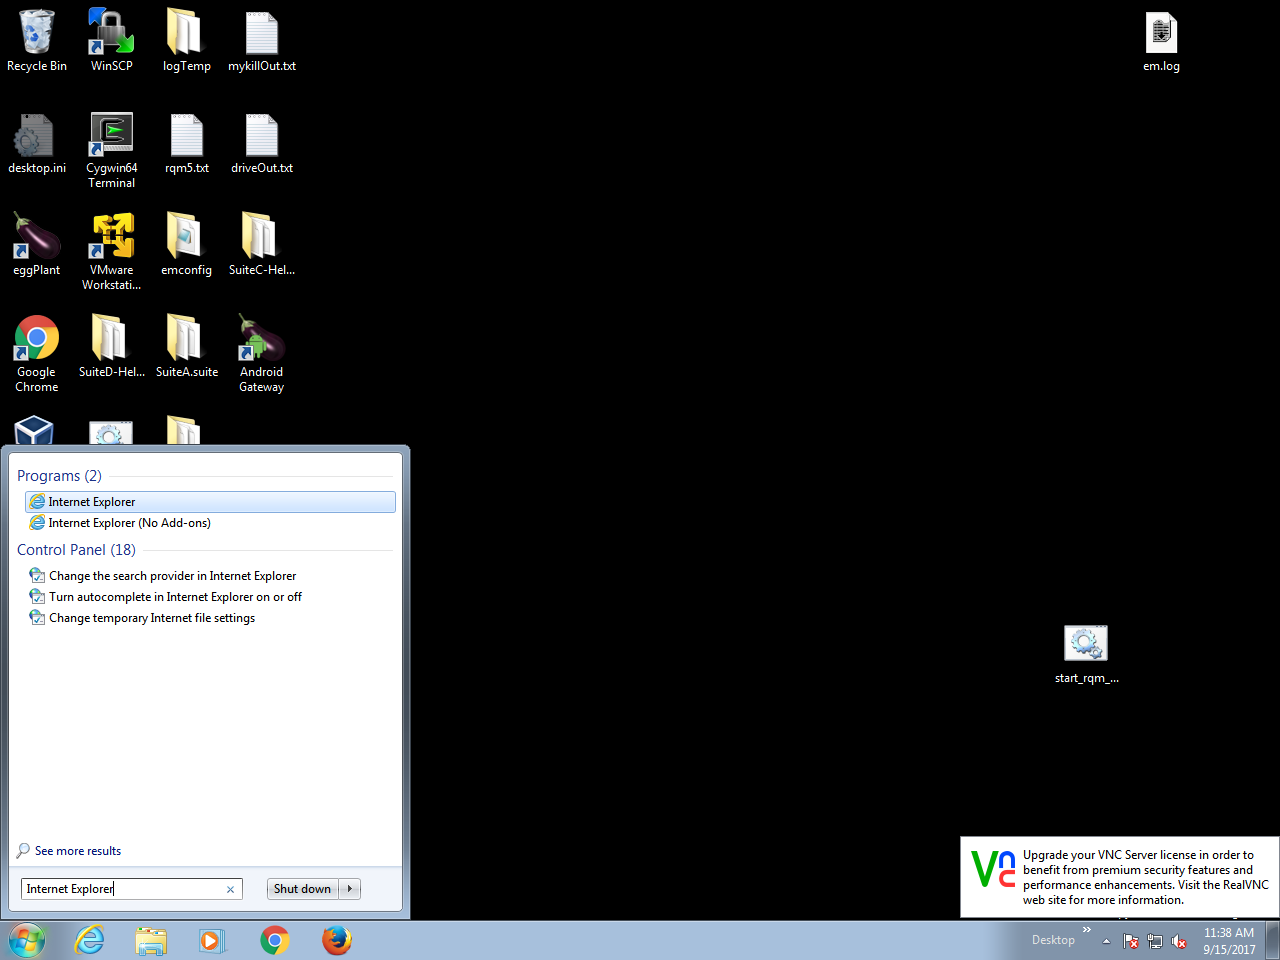 Recycle Bin
WinSCP
logTemp
mykillOut.txt
em.log
desktop.ini
Cygwin64
Terminal
rqm5.txt
driveOut.txt
eggPlant
VMware
Workstati...
emconfig
SuiteC-Hel...
Google
Chrome
SuiteD-Hel...
SuiteA.suite
Android
Gateway
Programs (2)
Internet Explorer
Internet Explorer (No Add-ons)
Control Panel (18)
Change the search provider in Internet Explorer
Turn autocomplete in Internet Explorer on or off
Change temporary Internet file settings
start_rqm_...
See more results
Internet Explorer
Shut down
Vnc
Upgrade your VNC Server license in order to
benefit from premium security features and
performance enhancements. Visit the RealVNC
web site for more information.
Desktop
11:38 AM
9/15/2017